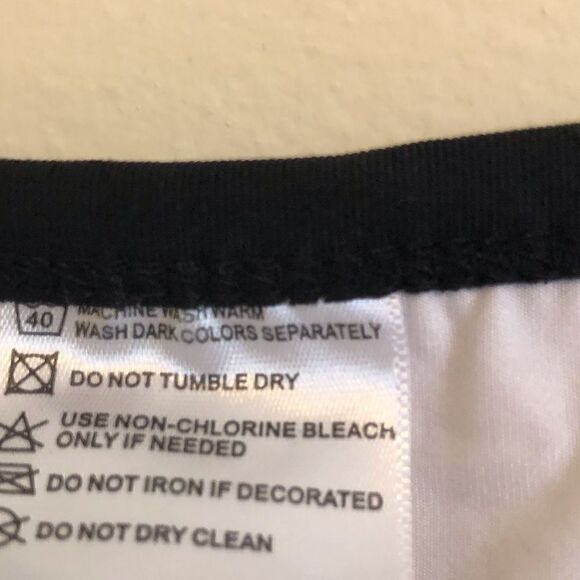 40 MACHINE WASH WARM
WASH DARK COLORS SEPARATELY
DO NOT TUMBLE DRY
USE NON-CHLORINE BLEACH
ONLY IF NEEDED
DO NOT IRON IF DECORATED
DO NOT DRY CLEAN